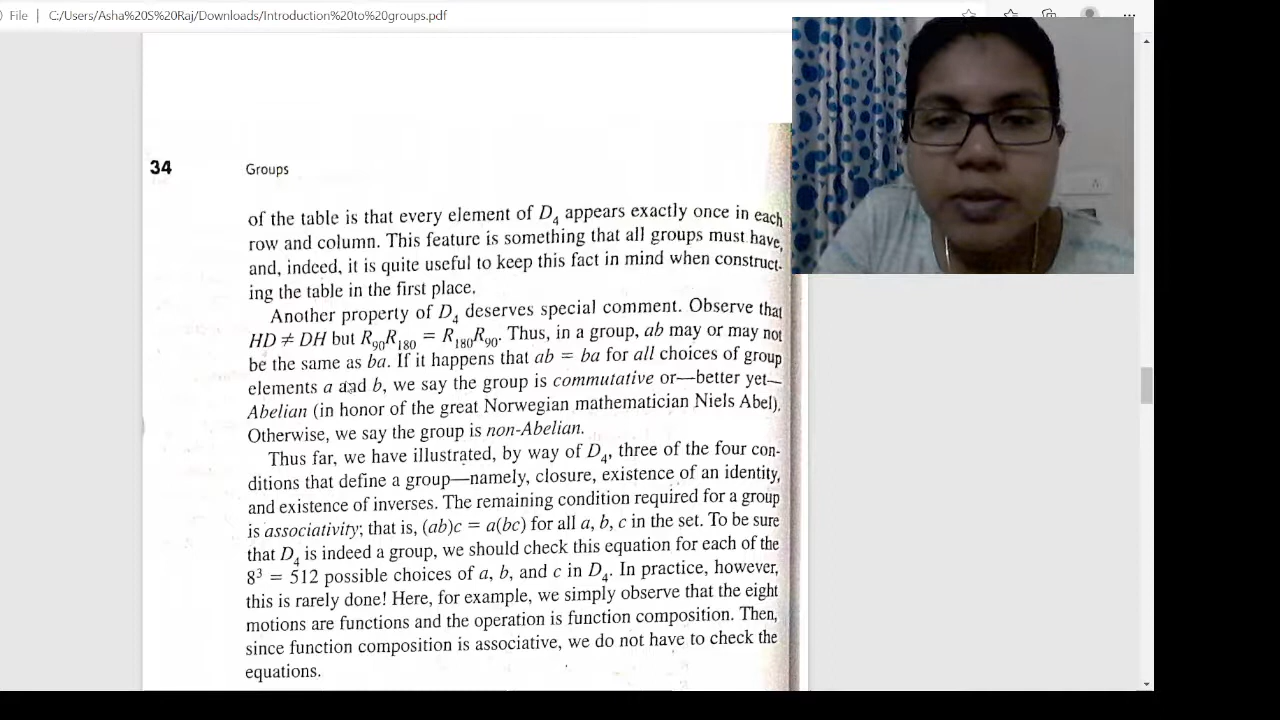 File | C:/Users/Asha%20S%20Raj/Downloads/Introduction%20to%20groups.pdf
34 Groups
of the table is that every element of D₄ appears exactly once in each
row and column. This feature is something that all groups must have,
and, indeed, it is quite useful to keep this fact in mind when construct-
ing the table in the first place.
Another property of D₄ deserves special comment. Observe that
HD ≠ DH but R₉₀R₁₈₀ = R₁₈₀R₉₀. Thus, in a group, ab may or may not
be the same as ba. If it happens that ab = ba for all choices of group
elements a and b, we say the group is commutative or—better yet—
Abelian (in honor of the great Norwegian mathematician Niels Abel).
Otherwise, we say the group is non-Abelian.
Thus far, we have illustrated, by way of D₄, three of the four con-
ditions that define a group—namely, closure, existence of an identity,
and existence of inverses. The remaining condition required for a group
is associativity; that is, (ab)c = a(bc) for all a, b, c in the set. To be sure
that D₄ is indeed a group, we should check this equation for each of the
8³ = 512 possible choices of a, b, and c in D₄. In practice, however,
this is rarely done! Here, for example, we simply observe that the eight
motions are functions and the operation is function composition. Then,
since function composition is associative, we do not have to check the
equations.